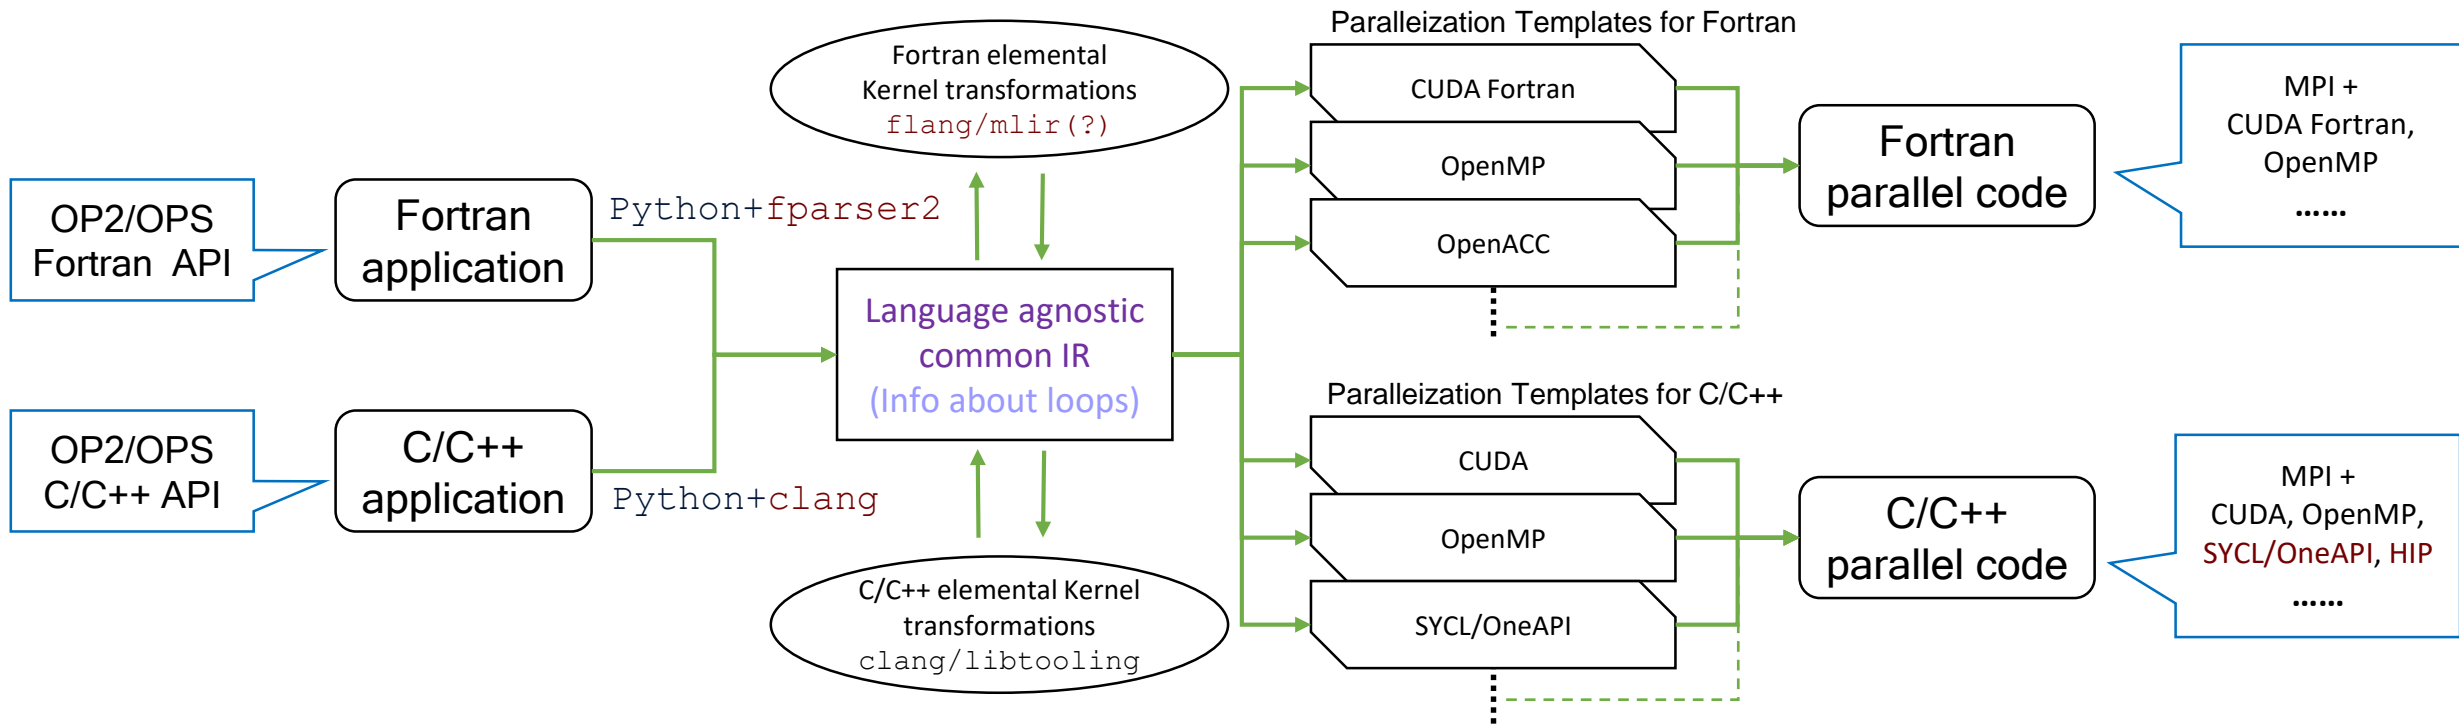 OP2/OPS
Fortran API
Fortran
application
Python+fparser2
OP2/OPS
C/C++ API
C/C++
application
Python+clang
Fortran elemental
Kernel transformations
flang/mlir(?)
Language agnostic
common IR
(Info about loops)
C/C++ elemental Kernel
transformations
clang/libtooling
Paralleization Templates for Fortran
CUDA Fortran
OpenMP
OpenACC
Paralleization Templates for C/C++
CUDA
OpenMP
SYCL/OneAPI
Fortran
parallel code
MPI +
CUDA Fortran,
OpenMP
......
C/C++
parallel code
MPI +
CUDA, OpenMP,
SYCL/OneAPI, HIP
......